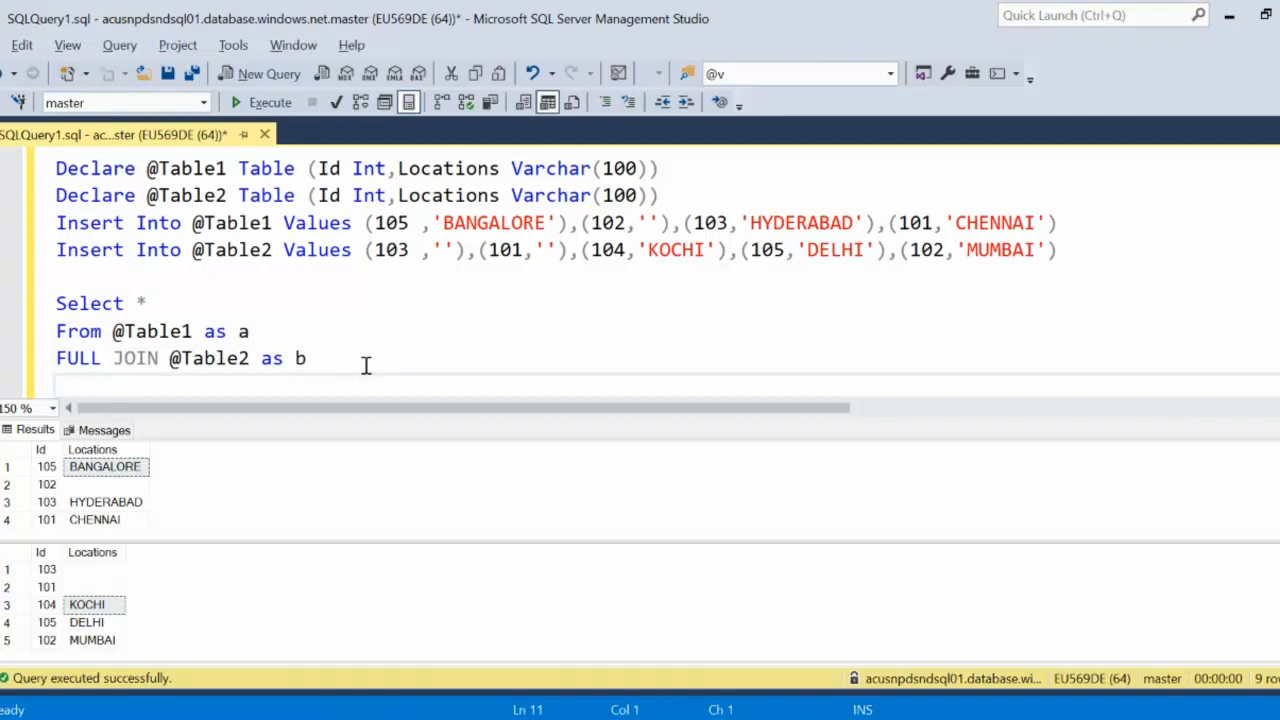 SQLQuery1.sql - acusnpdsndsql01.database.windows.net.master (EU569DE (64))* - Microsoft SQL Server Management Studio
Quick Launch (Ctrl+Q)
Edit View Query Project Tools Window Help
New Query
@v
master
Execute
SQLQuery1.sql - ac...ster (EU569DE (64))*
Declare @Table1 Table (Id Int,Locations Varchar(100))
Declare @Table2 Table (Id Int,Locations Varchar(100))
Insert Into @Table1 Values (105 ,'BANGALORE'),(102,''),(103,'HYDERABAD'),(101,'CHENNAI')
Insert Into @Table2 Values (103 ,''),(101,''),(104,'KOCHI'),(105,'DELHI'),(102,'MUMBAI')
Select *
From @Table1 as a
FULL JOIN @Table2 as b
150 %
Results Messages
Id Locations
1 105 BANGALORE
2 102
3 103 HYDERABAD
4 101 CHENNAI
Id Locations
1 103
2 101
3 104 KOCHI
4 105 DELHI
5 102 MUMBAI
Query executed successfully.
acusnpdsndsql01.database.wi... EU569DE (64) master 00:00:00 9 ro
eady
Ln 11 Col 1 Ch 1 INS